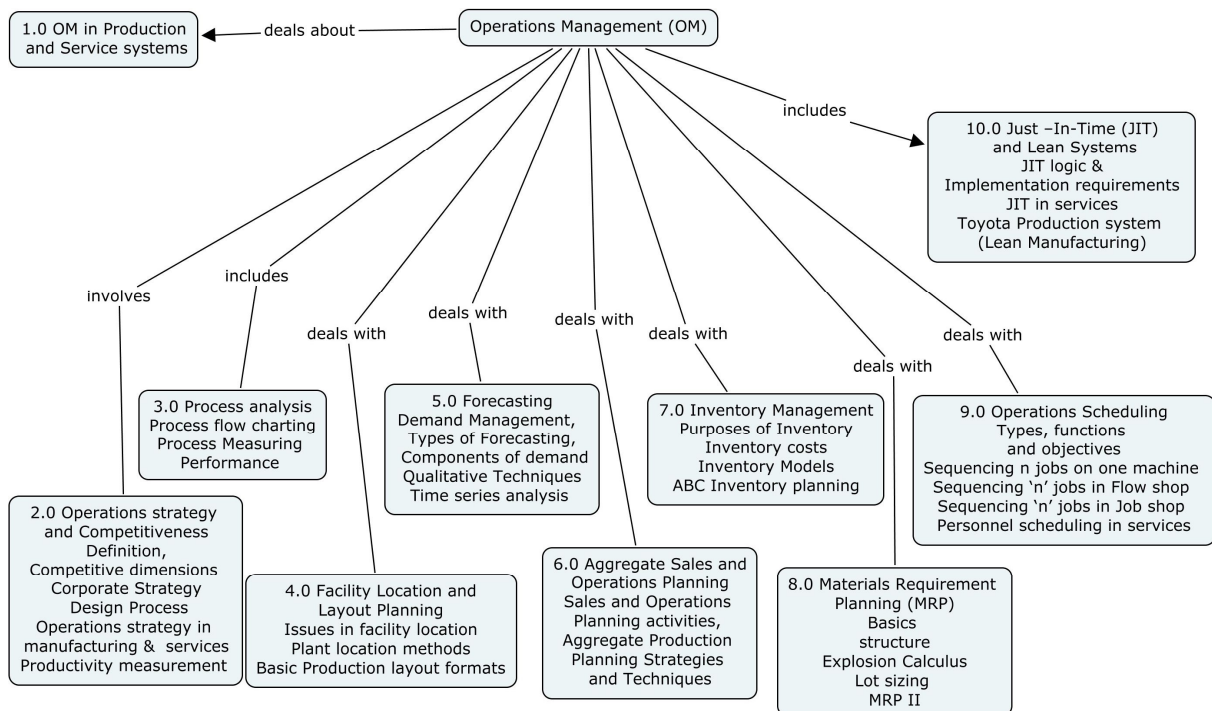 Operations Management (OM)
deals about
1.0 OM in Production
and Service systems
involves
2.0 Operations strategy
and Competitiveness
Definition,
Competitive dimensions
Corporate Strategy
Design Process
Operations strategy in
manufacturing & services
Productivity measurement
includes
3.0 Process analysis
Process flow charting
Process Measuring
Performance
deals with
4.0 Facility Location and
Layout Planning
Issues in facility location
Plant location methods
Basic Production layout formats
deals with
5.0 Forecasting
Demand Management,
Types of Forecasting,
Components of demand
Qualitative Techniques
Time series analysis
deals with
6.0 Aggregate Sales and
Operations Planning
Sales and Operations
Planning activities,
Aggregate Production
Planning Strategies
and Techniques
deals with
7.0 Inventory Management
Purposes of Inventory
Inventory costs
Inventory Models
ABC Inventory planning
deals with
8.0 Materials Requirement
Planning (MRP)
Basics
structure
Explosion Calculus
Lot sizing
MRP II
deals with
9.0 Operations Scheduling
Types, functions
and objectives
Sequencing n jobs on one machine
Sequencing ‘n’ jobs in Flow shop
Sequencing ‘n’ jobs in Job shop
Personnel scheduling in services
includes
10.0 Just –In-Time (JIT)
and Lean Systems
JIT logic &
Implementation requirements
JIT in services
Toyota Production system
(Lean Manufacturing)